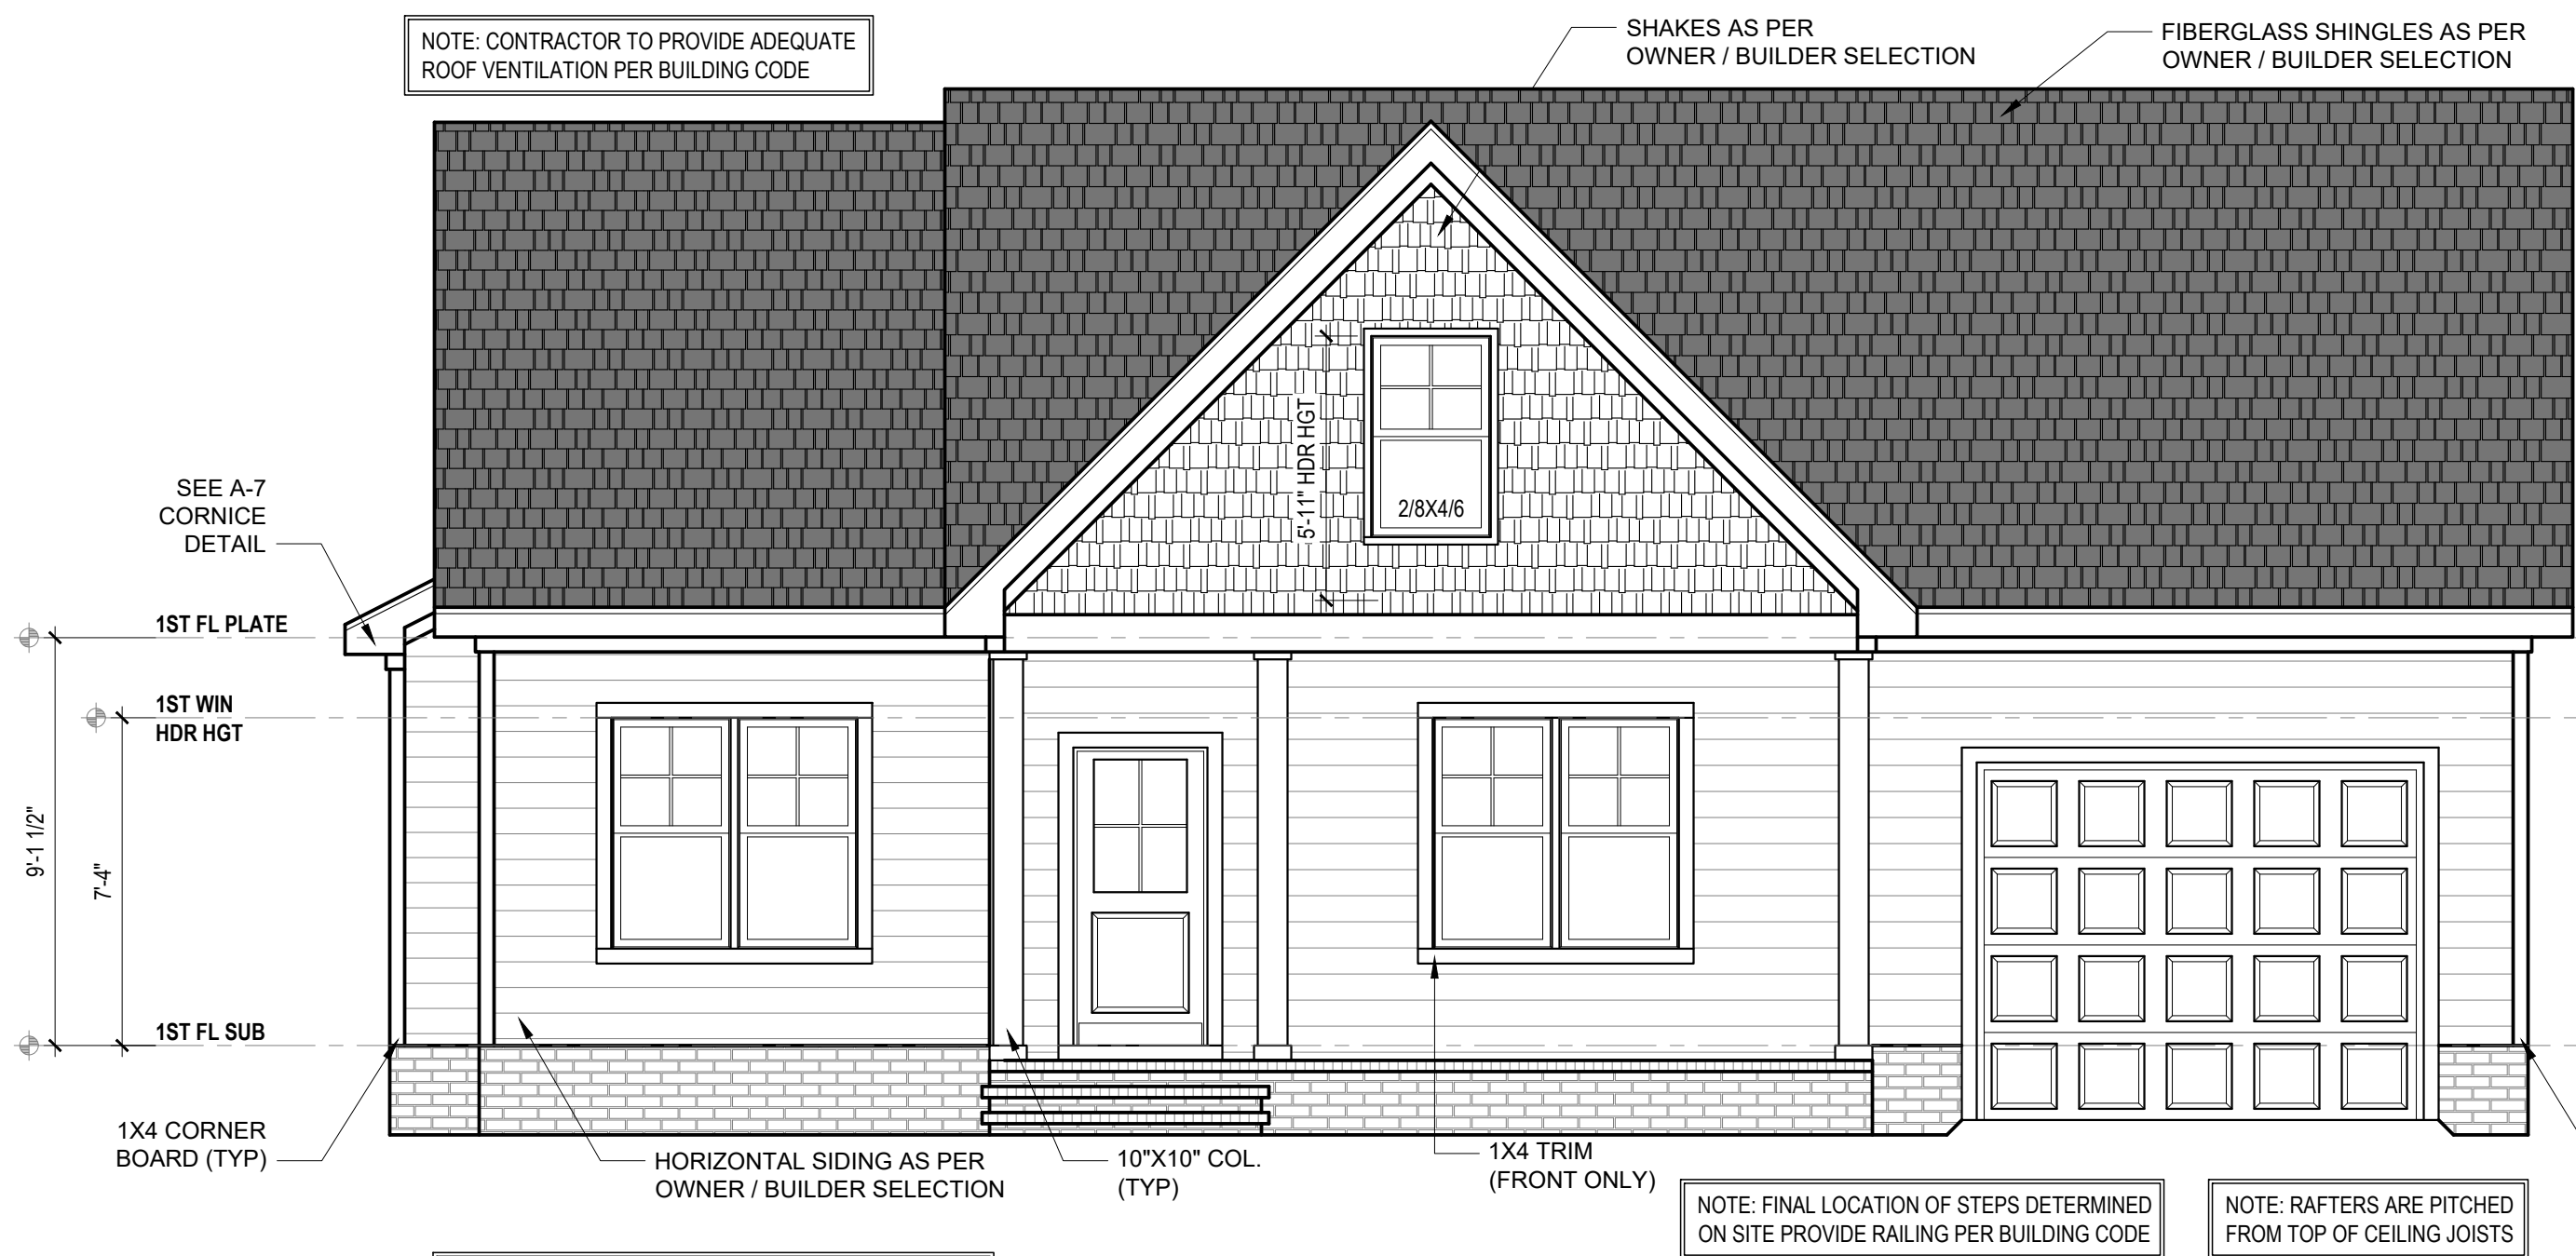 NOTE: CONTRACTOR TO PROVIDE ADEQUATE
ROOF VENTILATION PER BUILDING CODE
SHAKES AS PER
OWNER / BUILDER SELECTION
FIBERGLASS SHINGLES AS PER
OWNER / BUILDER SELECTION
5'-11" HDR HGT
2/8X4/6
SEE A-7
CORNICE
DETAIL
1ST FL PLATE
1ST WIN
HDR HGT
9'-1 1/2"
7'-4"
1ST FL SUB
1X4 CORNER
BOARD (TYP)
HORIZONTAL SIDING AS PER
OWNER / BUILDER SELECTION
10"X10" COL.
(TYP)
1X4 TRIM
(FRONT ONLY)
NOTE: FINAL LOCATION OF STEPS DETERMINED
ON SITE PROVIDE RAILING PER BUILDING CODE
NOTE: RAFTERS ARE PITCHED
FROM TOP OF CEILING JOISTS